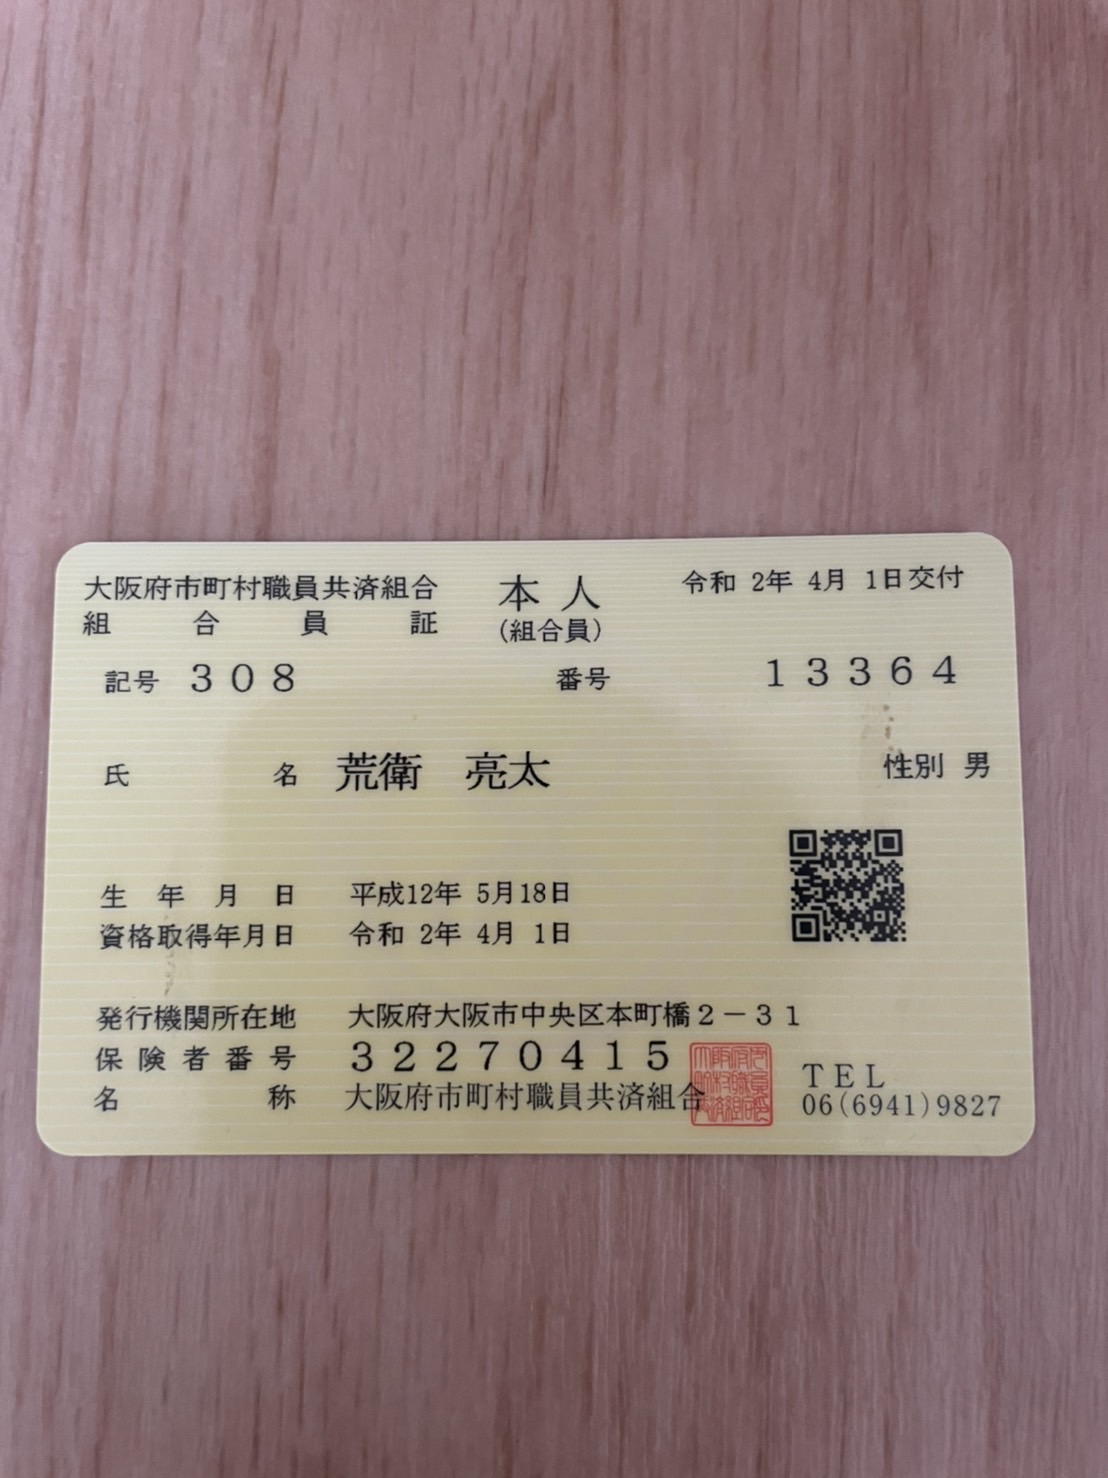 大阪府市町村職員共済組合 本人 令和 2年 4月 1日交付
組合員証 (組合員)
記号 308 番号 13364
氏名 荒衛 亮太 性別 男
生年月日 平成12年 5月18日
資格取得年月日 令和 2年 4月 1日
発行機関所在地 大阪府大阪市中央区本町橋2－31
保険者番号 32270415
名称 大阪府市町村職員共済組合
TEL
06(6941)9827